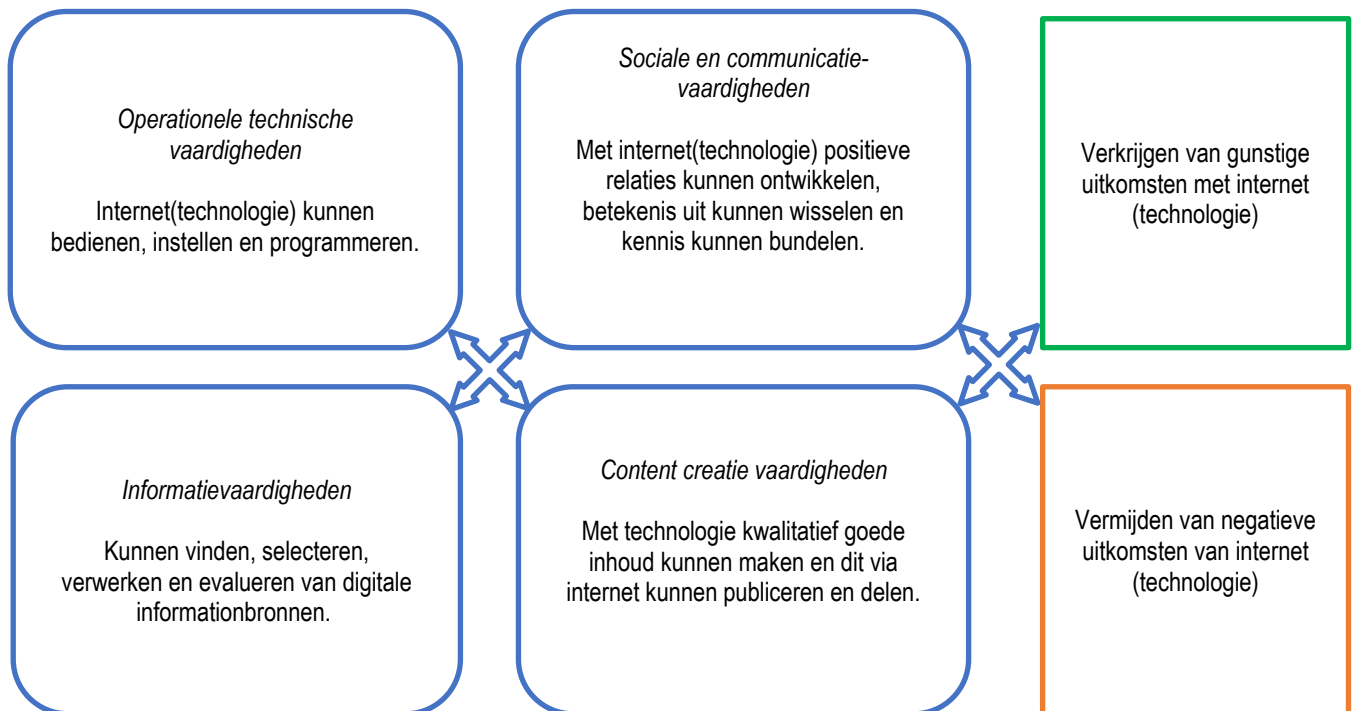 Operationele technische
vaardigheden
Internet(technologie) kunnen
bedienen, instellen en programmeren.
Sociale en communicatie-
vaardigheden
Met internet(technologie) positieve
relaties kunnen ontwikkelen,
betekenis uit kunnen wisselen en
kennis kunnen bundelen.
Verkrijgen van gunstige
uitkomsten met internet
(technologie)
Informatievaardigheden
Kunnen vinden, selecteren,
verwerken en evalueren van digitale
informationbronnen.
Content creatie vaardigheden
Met technologie kwalitatief goede
inhoud kunnen maken en dit via
internet kunnen publiceren en delen.
Vermijden van negatieve
uitkomsten van internet
(technologie)